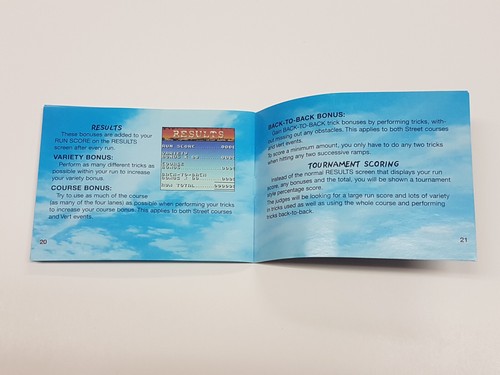 RESULTS
These bonuses are added to your
RUN SCORE on the RESULTS
screen after every run.
VARIETY BONUS:
Perform as many different tricks as
possible within your run to increase
your variety bonus.
COURSE BONUS:
Try to use as much of the course
(as many of the four lanes) as possible when performing your tricks
to increase your course bonus. This applies to both Street courses
and Vert events.
20
RESULTS
RUN SCORE
VARIETY
COURSE
BACK-TO-BACK
RUN TOTAL
BACK-TO-BACK BONUS:
Gain BACK-TO-BACK trick bonuses by performing tricks, with-
out missing out any obstacles. This applies to both Street courses
and Vert events.
To score a minimum amount, you only have to do any two tricks
when hitting any two successive ramps.
TOURNAMENT SCORING
Instead of the normal RESULTS screen that displays your run
score, any bonuses and the total, you will be shown a tournament
style percentage score.
The judges will be looking for a large run score and lots of variety
in tricks used as well as using the whole course and performing
tricks back-to-back.
21